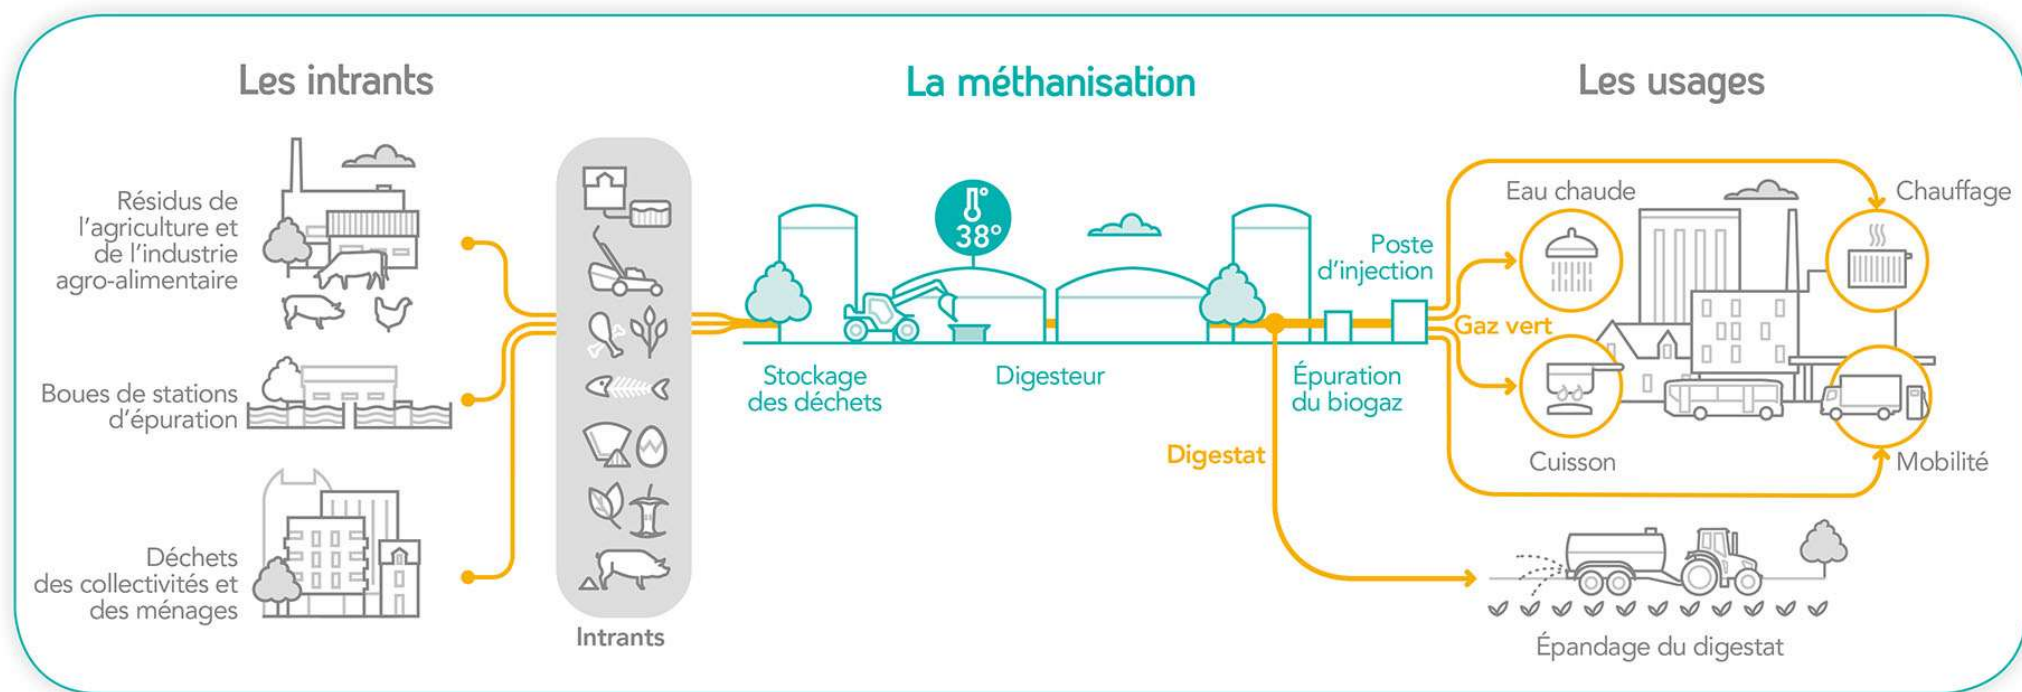 Les intrants
Résidus de
l'agriculture et
de l'industrie
agro-alimentaire
Boues de stations
d'épuration
Déchets
des collectivités et
des ménages
Intrants
La méthanisation
38°
Stockage
des déchets
Digesteur
Épuration
du biogaz
Poste
d'injection
Digestat
Les usages
Gaz vert
Eau chaude
Chauffage
Cuisson
Mobilité
Épandage du digestat